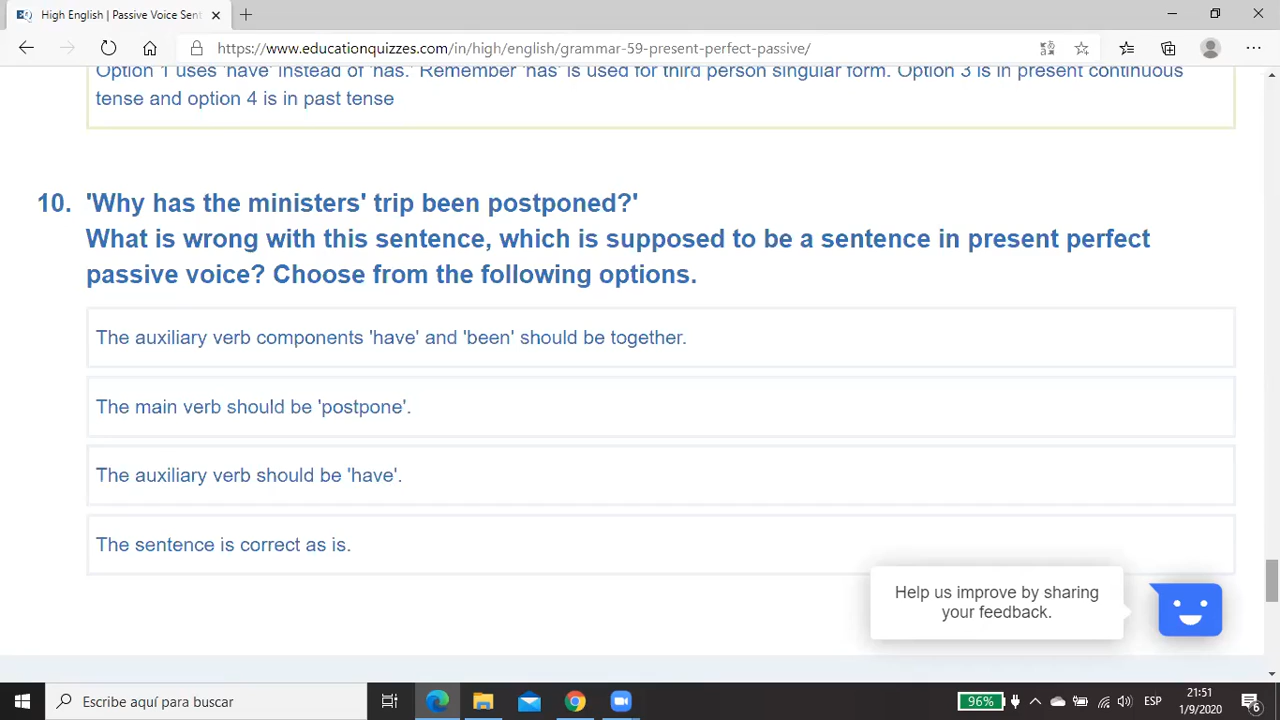 High English | Passive Voice Sent
https://www.educationquizzes.com/in/high/english/grammar-59-present-perfect-passive/
Option 1 uses 'have' instead of 'has.' Remember 'has' is used for third person singular form. Option 3 is in present continuous
tense and option 4 is in past tense
10. 'Why has the ministers' trip been postponed?'
What is wrong with this sentence, which is supposed to be a sentence in present perfect
passive voice? Choose from the following options.
The auxiliary verb components 'have' and 'been' should be together.
The main verb should be 'postpone'.
The auxiliary verb should be 'have'.
The sentence is correct as is.
Help us improve by sharing
your feedback.
Escribe aquí para buscar
96%
ESP
21:51
1/9/2020
6